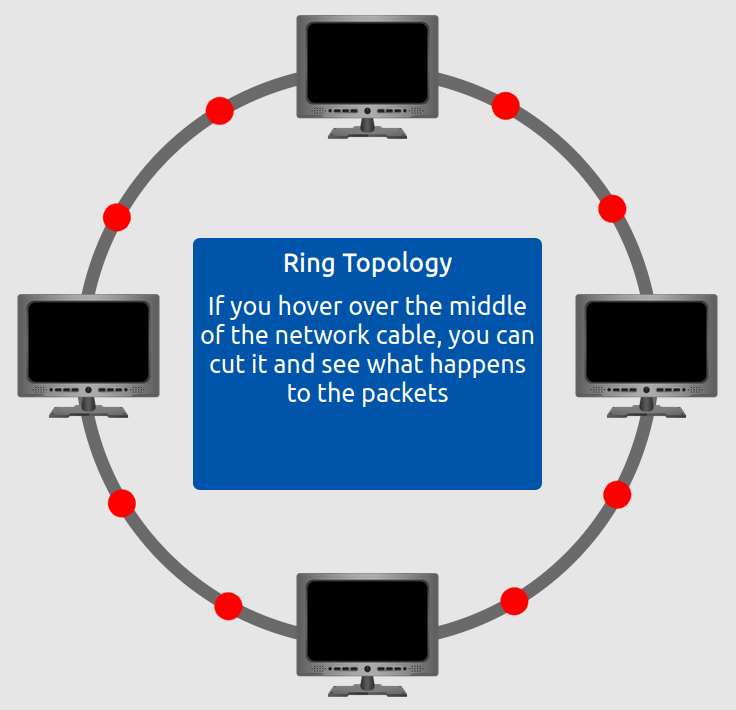 Ring Topology
If you hover over the middle
of the network cable, you can
cut it and see what happens
to the packets